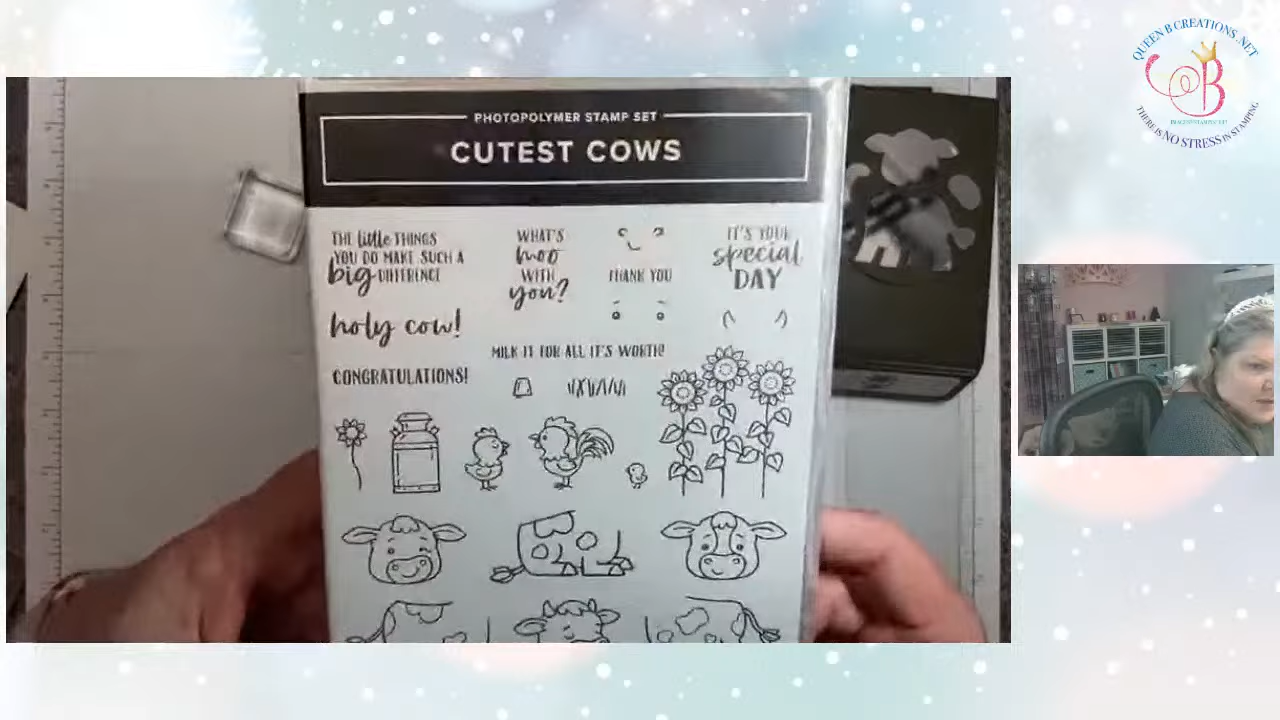 PHOTOPOLYMER STAMP SET
CUTEST COWS
THE little THINGS
YOU DO MAKE SUCH A
big DIFFERENCE
WHAT'S
moo
WITH
you?
THANK YOU
IT'S YOUR
special
DAY
holy cow!
MILK IT FOR ALL IT'S WORTH!
CONGRATULATIONS!
QUEEN B CREATIONS .NET
B
THERE IS NO STRESS IN STAMPING